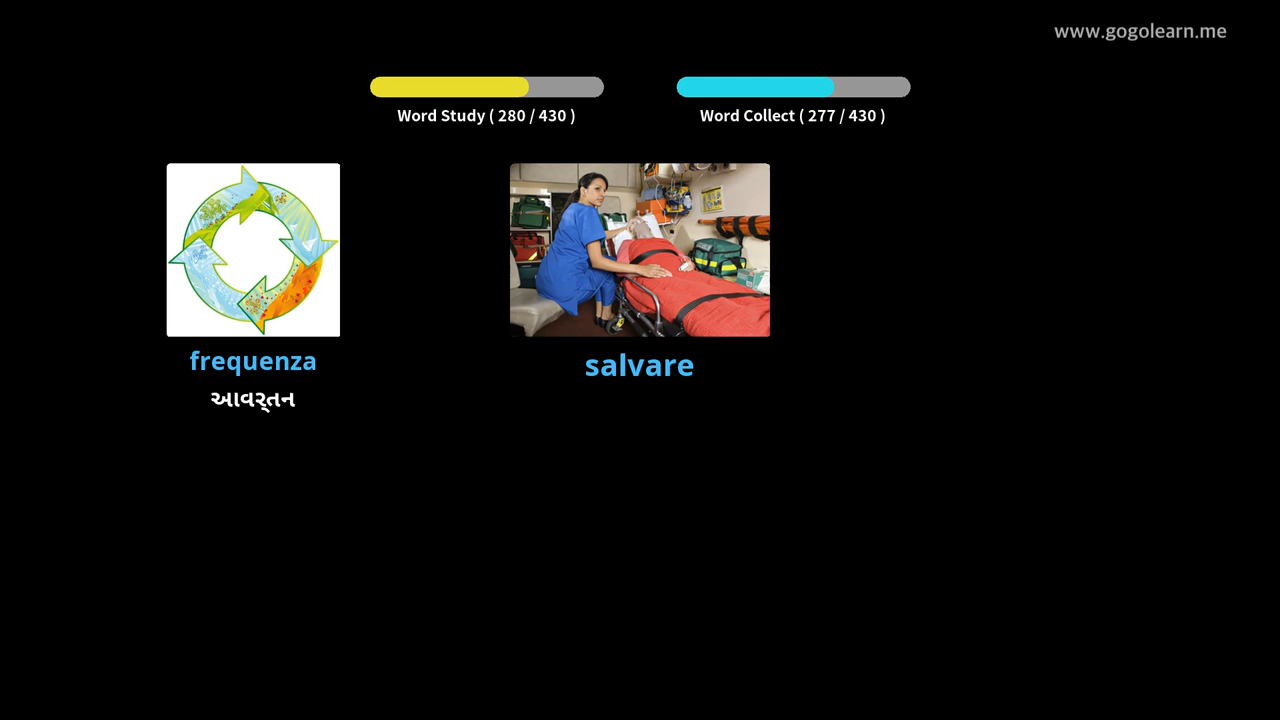 www.gogolearn.me
Word Study ( 280 / 430 )
Word Collect ( 277 / 430 )
frequenza
આવર્તન
salvare